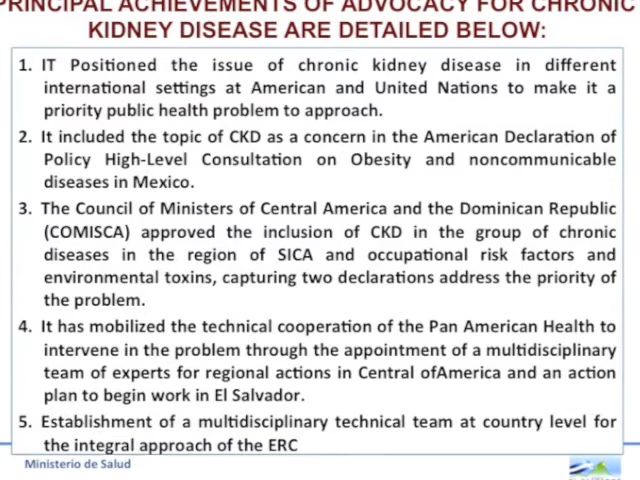 PRINCIPAL ACHIEVEMENTS OF ADVOCACY FOR CHRONIC
KIDNEY DISEASE ARE DETAILED BELOW:
1. IT Positioned the issue of chronic kidney disease in different
international settings at American and United Nations to make it a
priority public health problem to approach.
2. It included the topic of CKD as a concern in the American Declaration of
Policy High-Level Consultation on Obesity and noncommunicable
diseases in Mexico.
3. The Council of Ministers of Central America and the Dominican Republic
(COMISCA) approved the inclusion of CKD in the group of chronic
diseases in the region of SICA and occupational risk factors and
environmental toxins, capturing two declarations address the priority of
the problem.
4. It has mobilized the technical cooperation of the Pan American Health to
intervene in the problem through the appointment of a multidisciplinary
team of experts for regional actions in Central ofAmerica and an action
plan to begin work in El Salvador.
5. Establishment of a multidisciplinary technical team at country level for
the integral approach of the ERC
Ministerio de Salud